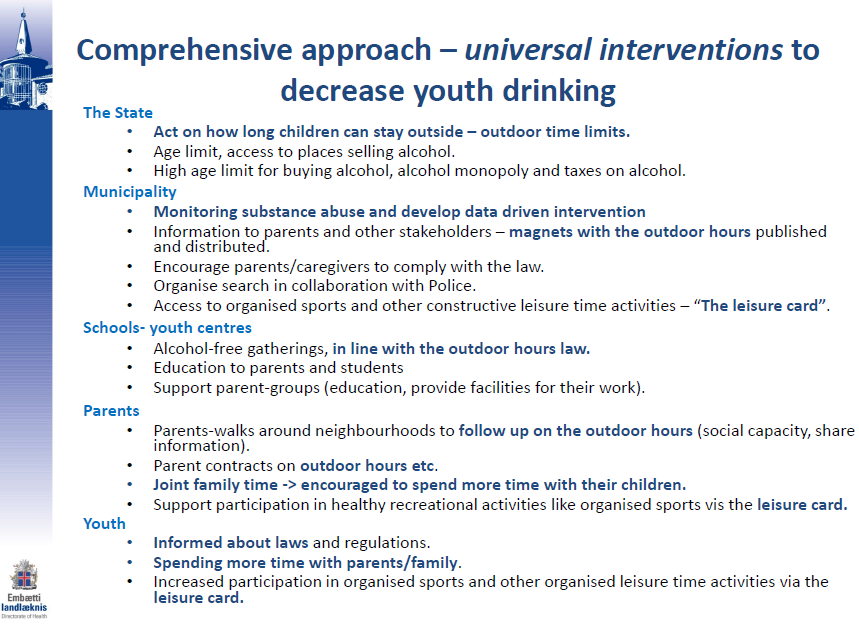 Comprehensive approach – universal interventions to
decrease youth drinking
The State
• Act on how long children can stay outside – outdoor time limits.
• Age limit, access to places selling alcohol.
• High age limit for buying alcohol, alcohol monopoly and taxes on alcohol.
Municipality
• Monitoring substance abuse and develop data driven intervention
• Information to parents and other stakeholders – magnets with the outdoor hours published
and distributed.
• Encourage parents/caregivers to comply with the law.
• Organise search in collaboration with Police.
• Access to organised sports and other constructive leisure time activities – “The leisure card”.
Schools- youth centres
• Alcohol-free gatherings, in line with the outdoor hours law.
• Education to parents and students
• Support parent-groups (education, provide facilities for their work).
Parents
• Parents-walks around neighbourhoods to follow up on the outdoor hours (social capacity, share
information).
• Parent contracts on outdoor hours etc.
• Joint family time -> encouraged to spend more time with their children.
• Support participation in healthy recreational activities like organised sports vis the leisure card.
Youth
• Informed about laws and regulations.
• Spending more time with parents/family.
• Increased participation in organised sports and other organised leisure time activities via the
leisure card.
Embætti
landlæknis
Directorate of Health